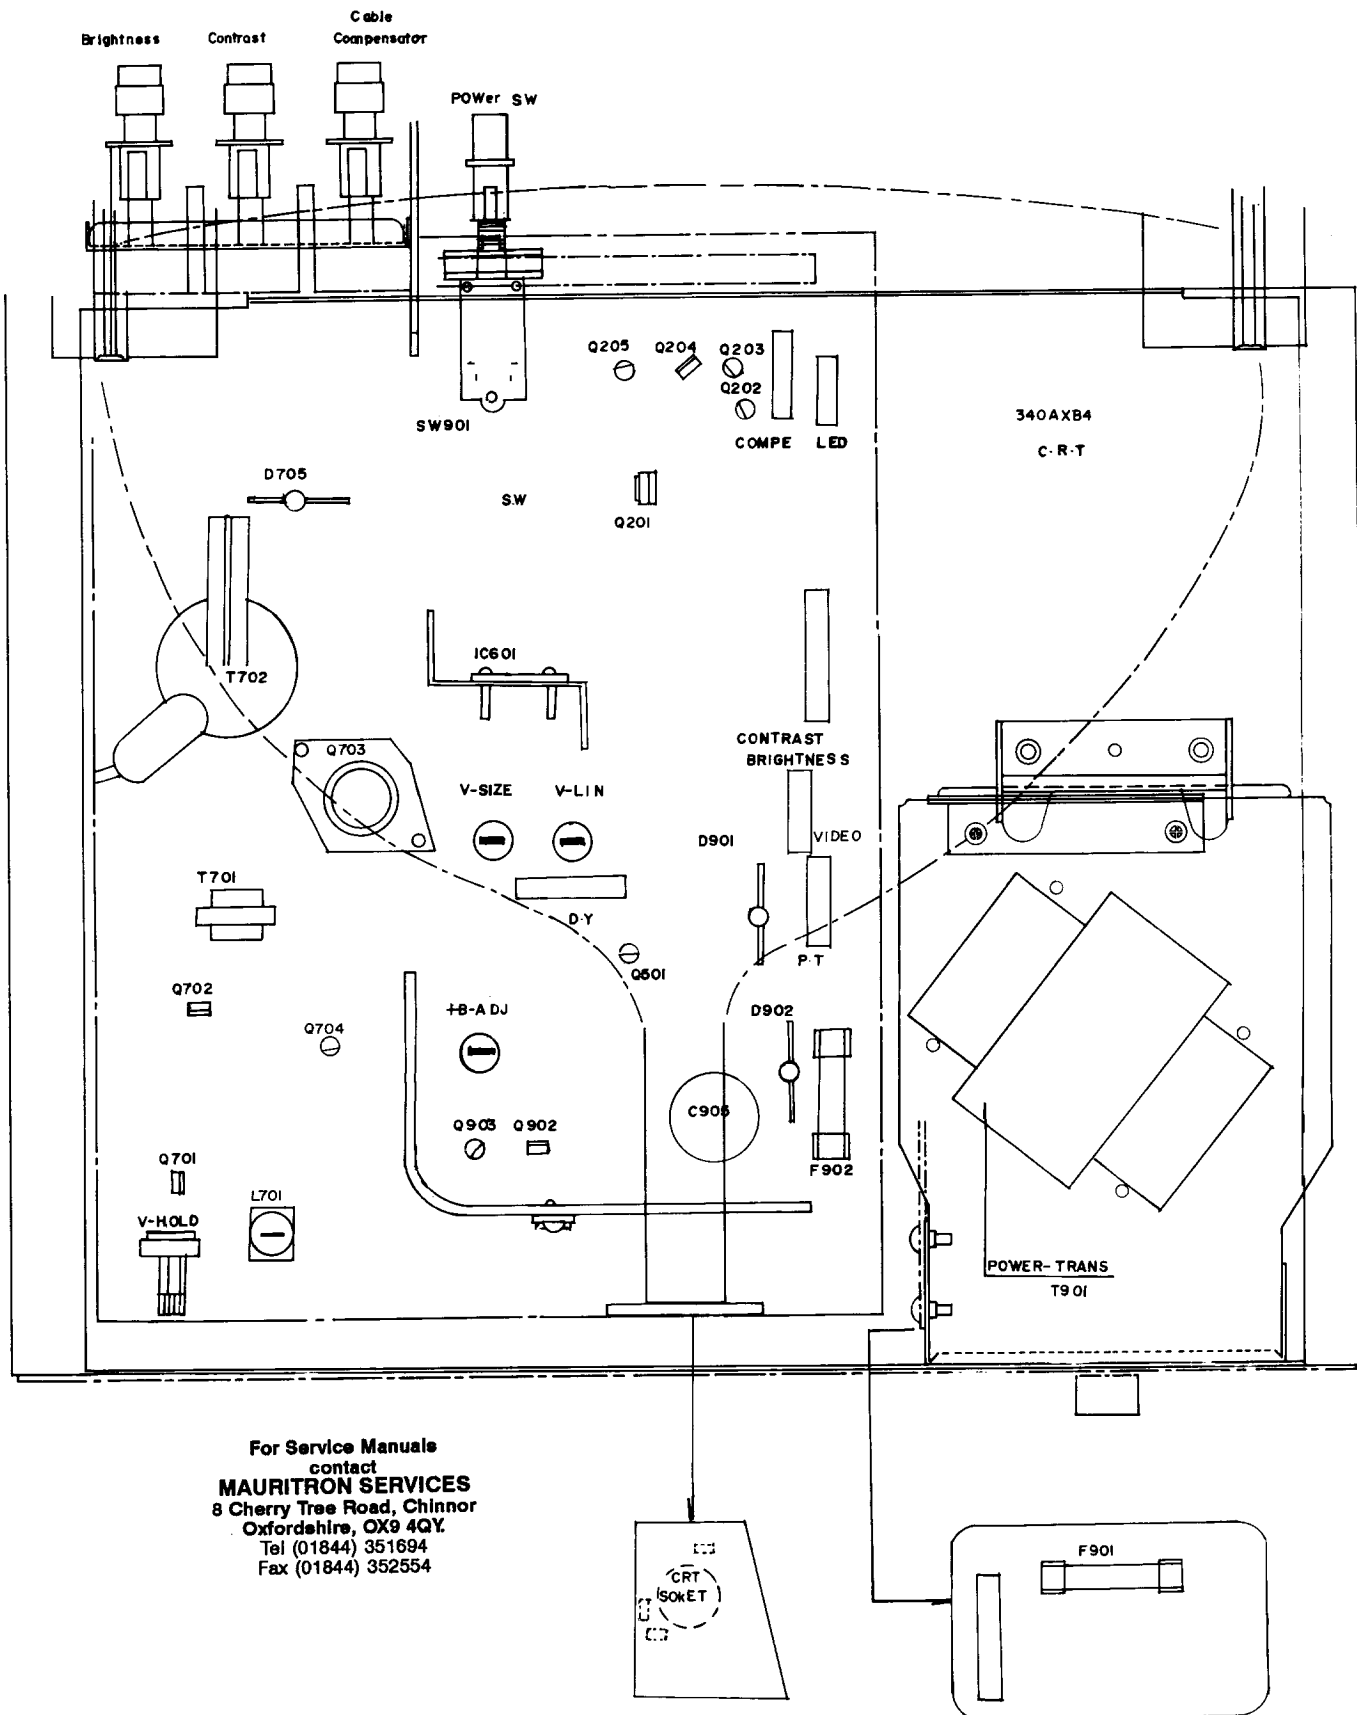 Cable
Brightness Contrast Compensator
POWer SW
Q205 Q204 Q203
Q202
340AXB4
SW901
COMPE LED
C·R·T
D705
S.W
Q201
IC601
T702
CONTRAST
Q703
BRIGHTNESS
V-SIZE V-LIN
D901 VIDEO
T701
D·Y
P·T
Q501
Q702
+B-ADJ D902
Q704
C905
Q903 Q902
Q701
F902
L701
V-HOLD
POWER-TRANS
T901
For Service Manuals
contact
MAURITRON SERVICES
8 Cherry Tree Road, Chinnor
Oxfordshire, OX9 4QY.
Tel (01844) 351694
Fax (01844) 352554
F901
CRT
SOkET